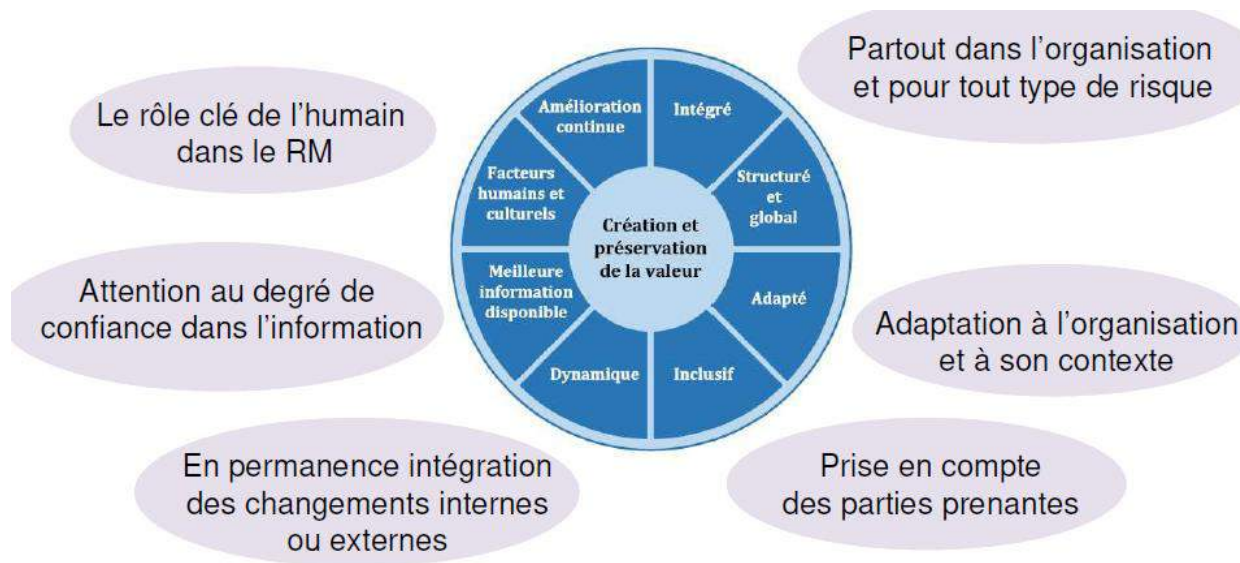 Partout dans l’organisation
et pour tout type de risque
Le rôle clé de l’humain
dans le RM
Amélioration
continue
Intégré
Facteurs
humains et
culturels
Structuré
et
global
Création et
préservation
de la valeur
Meilleure
information
disponible
Adapté
Dynamique
Inclusif
Attention au degré de
confiance dans l’information
Adaptation à l’organisation
et à son contexte
En permanence intégration
des changements internes
ou externes
Prise en compte
des parties prenantes